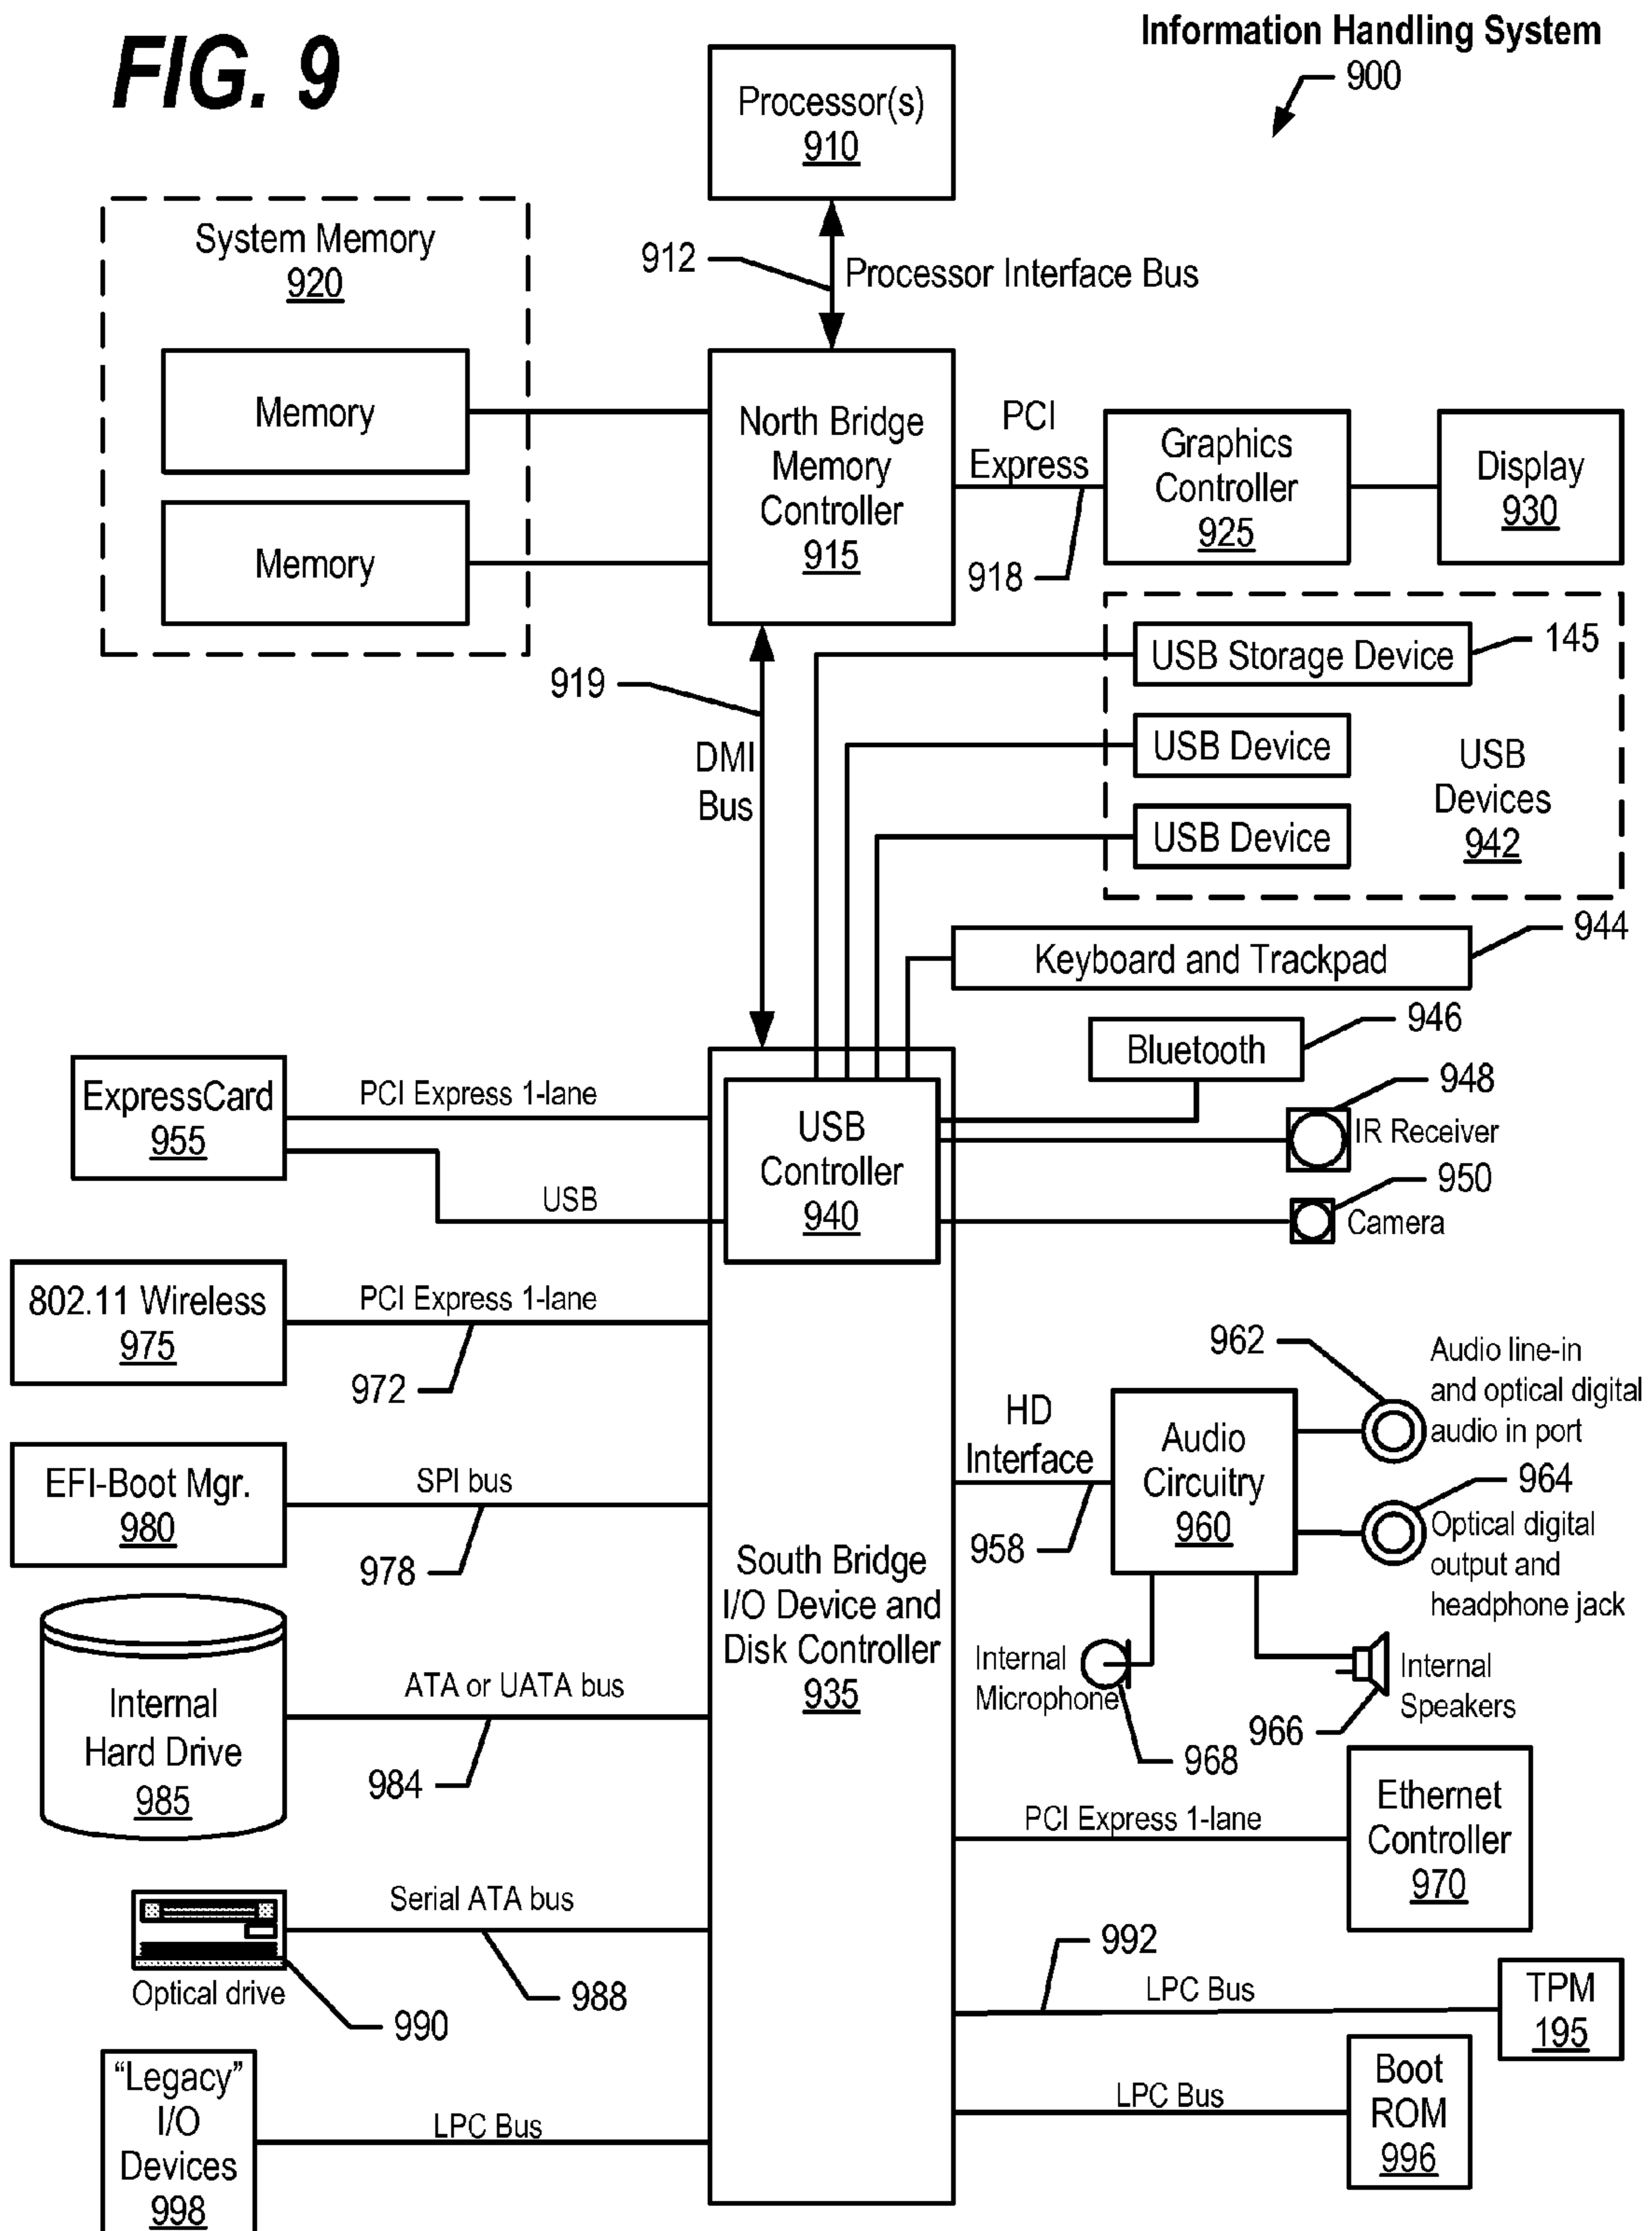 FIG. 9
Information Handling System
900
Processor(s)
910
System Memory
920
912
Processor Interface Bus
Memory
Memory
North Bridge
Memory
Controller
915
PCI
Express
918
Graphics
Controller
925
Display
930
919
DMI
Bus
USB Storage Device
145
USB Device
USB Device
USB
Devices
942
Keyboard and Trackpad
944
Bluetooth
946
948
IR Receiver
950
Camera
USB
Controller
940
ExpressCard
955
PCI Express 1-lane
USB
802.11 Wireless
975
PCI Express 1-lane
972
EFI-Boot Mgr.
980
SPI bus
978
Internal
Hard Drive
985
ATA or UATA bus
984
South Bridge
I/O Device and
Disk Controller
935
HD
Interface
958
Audio
Circuitry
960
962
Audio line-in
and optical digital
audio in port
964
Optical digital
output and
headphone jack
Internal
Microphone
968
Internal
Speakers
966
PCI Express 1-lane
Ethernet
Controller
970
Serial ATA bus
988
Optical drive
990
992
LPC Bus
TPM
195
LPC Bus
Boot
ROM
996
“Legacy”
I/O
Devices
998
LPC Bus